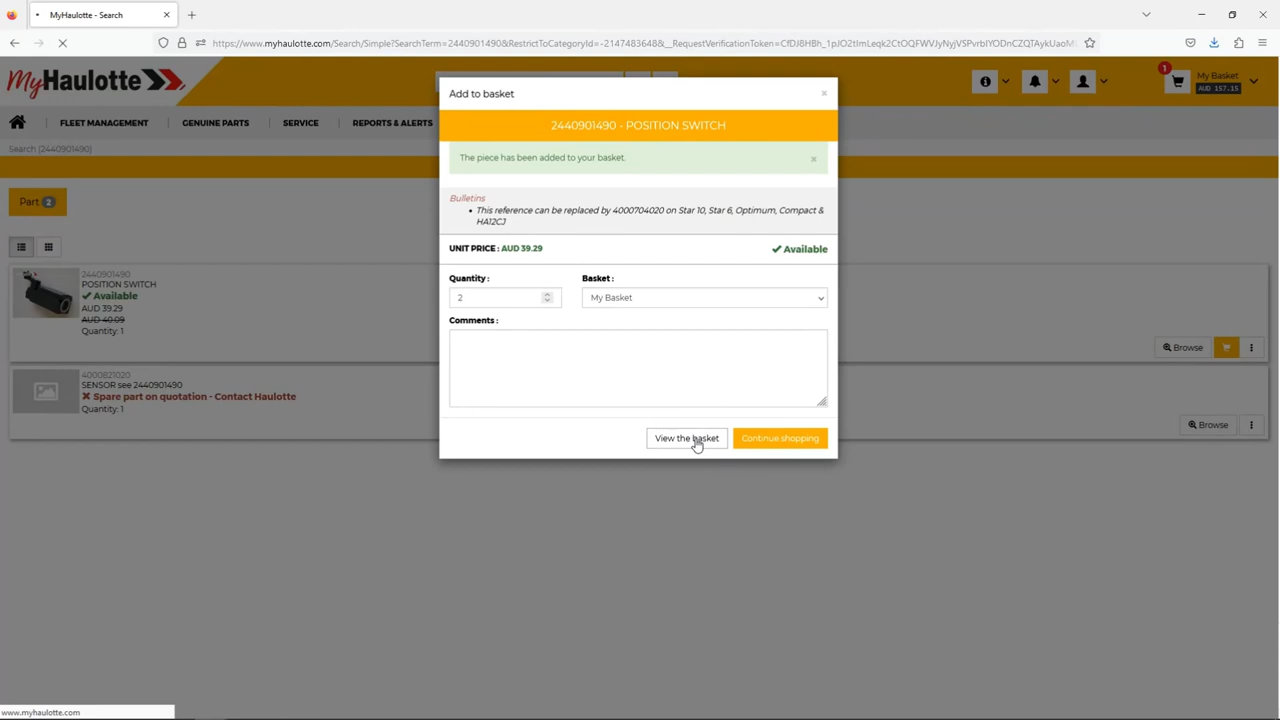 MyHaulotte - Search
https://www.myhaulotte.com/Search/Simple?SearchTerm=2440901490&RestrictToCategoryId=-2147483648&__RequestVerificationToken=
MyHaulotte
1
My Basket
AUD 157.15
FLEET MANAGEMENT
GENUINE PARTS
SERVICE
REPORTS & ALERTS
Search [2440901490]
Part 2
Add to basket
2440901490 - POSITION SWITCH
The piece has been added to your basket.
Bulletins
This reference can be replaced by 4000704020 on Star 10, Star 6, Optimum, Compact &
HA12CJ
UNIT PRICE : AUD 39.29
Available
Quantity :
Basket :
2
My Basket
Comments :
View the basket
Continue shopping
2440901490
POSITION SWITCH
Available
AUD 39.29
AUD 40.09
Quantity: 1
Browse
4000821020
SENSOR see 2440901490
Spare part on quotation - Contact Haulotte
Quantity: 1
Browse
www.myhaulotte.com